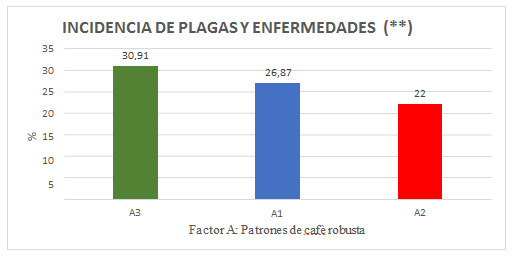 INCIDENCIA DE PLAGAS Y ENFERMEDADES (**)
35
30
25
20
15
10
5
%
30,91
26,87
22
A3
A1
A2
Factor A: Patrones de cafè robusta